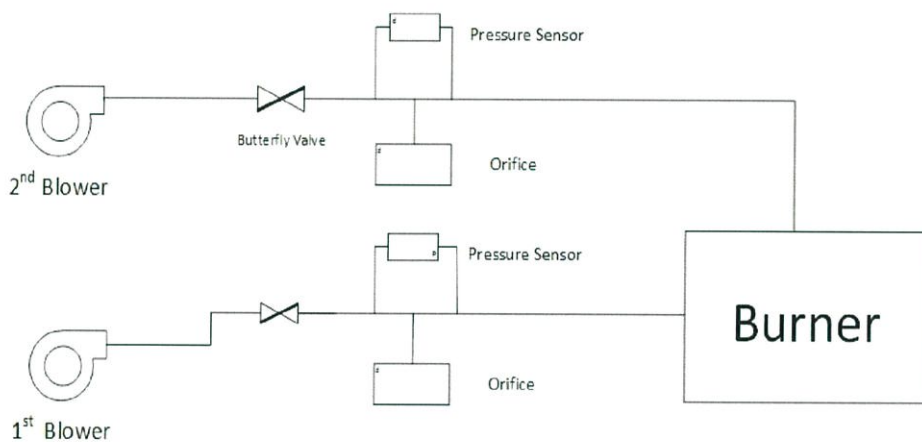 Pressure Sensor
Butterfly Valve
Orifice
2nd Blower
Pressure Sensor
Burner
Orifice
1st Blower